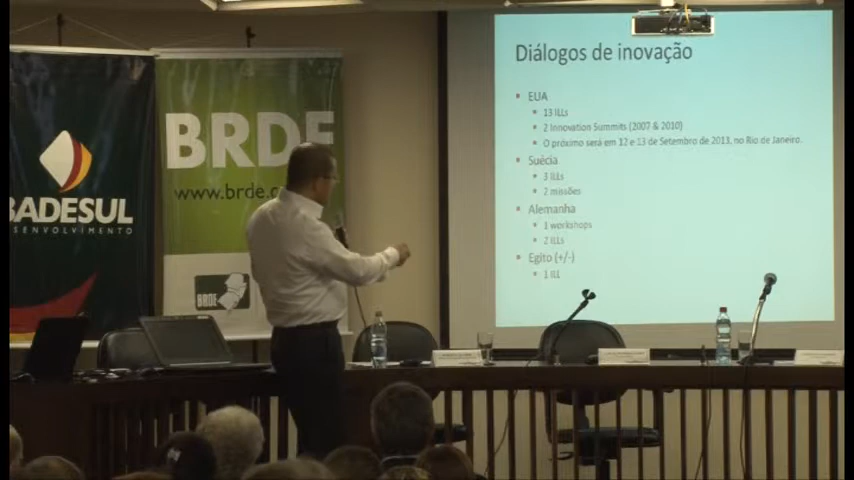 BADESUL
DESENVOLVIMENTO
BRDE
www.brde.c
BRDE
Diálogos de inovação
EUA
13 ILLs
2 Innovation Summits (2007 & 2010)
O próximo será em 12 e 13 de Setembro de 2013, no Rio de Janeiro.
Suécia
3 ILLs
2 missões
Alemanha
1 workshops
2 ILLs
Egito (+/-)
1 ILL